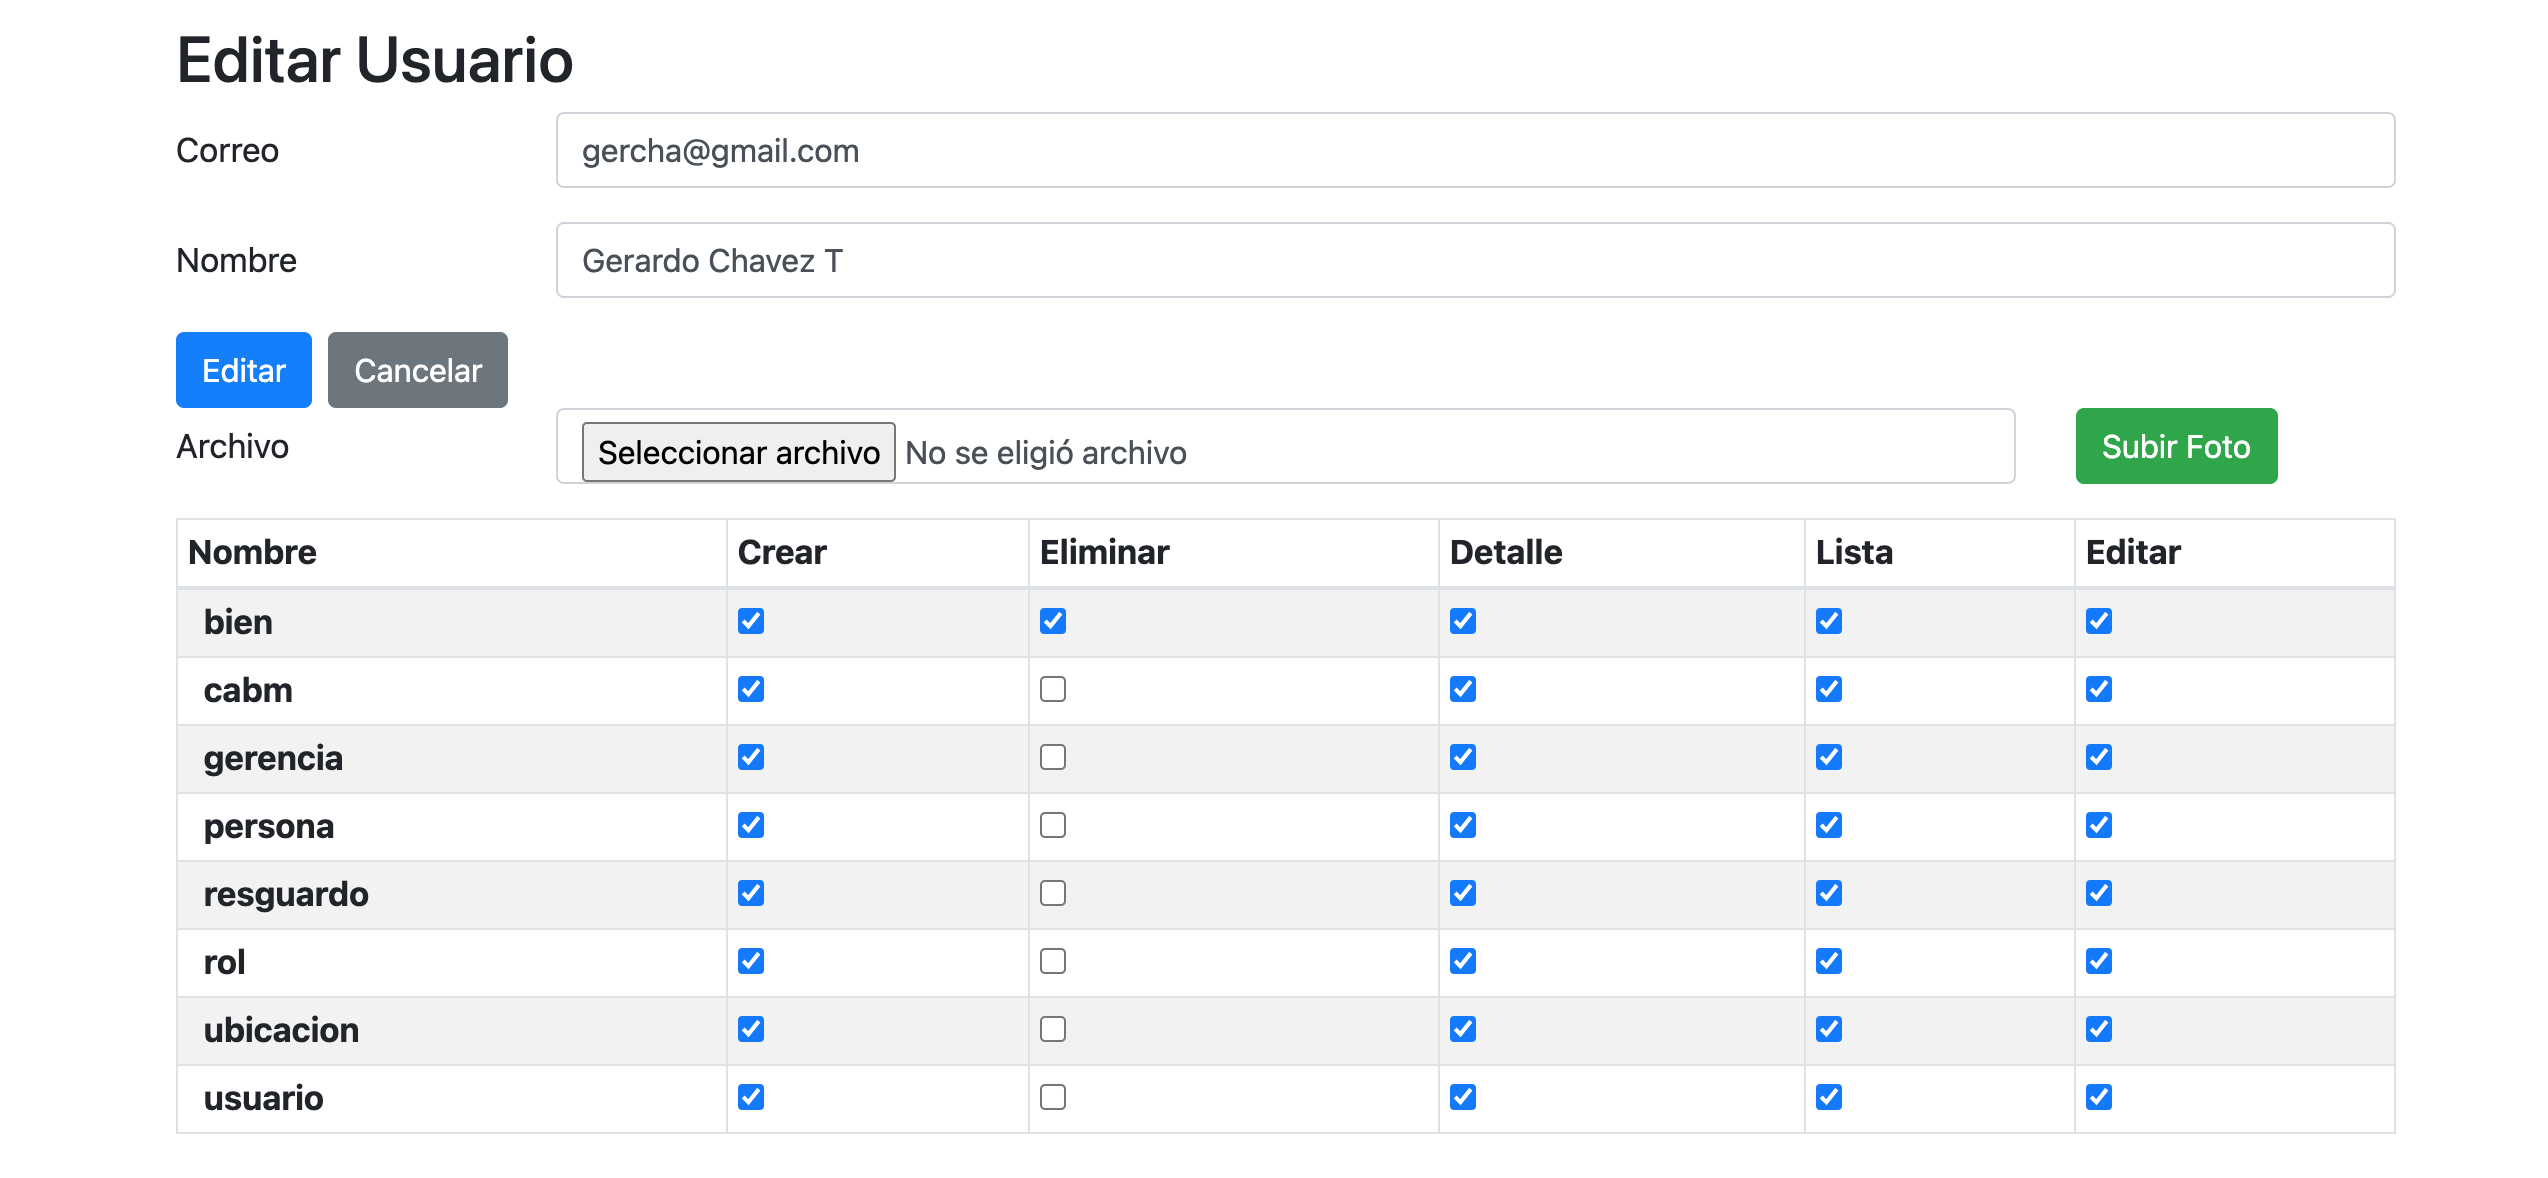 Editar Usuario
Correo gercha@gmail.com
Nombre Gerardo Chavez T
Editar Cancelar
Archivo Seleccionar archivo No se eligió archivo Subir Foto
Nombre Crear Eliminar Detalle Lista Editar
bien
cabm
gerencia
persona
resguardo
rol
ubicacion
usuario